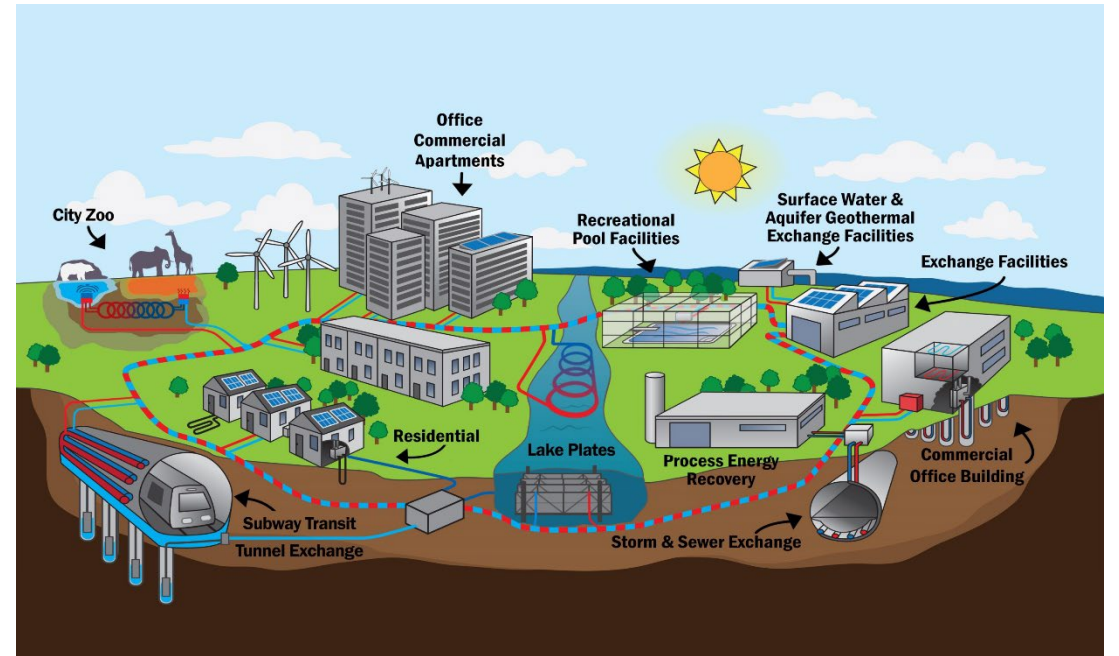 Office
Commercial
Apartments
City Zoo
Recreational
Pool Facilities
Surface Water &
Aquifer Geothermal
Exchange Facilities
Exchange Facilities
Residential
Lake Plates
Process Energy
Recovery
Commercial
Office Building
Subway Transit
Tunnel Exchange
Storm & Sewer Exchange